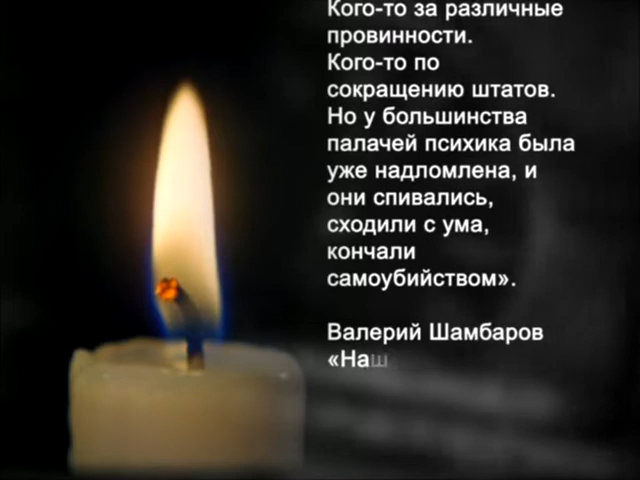 Кого-то за различные
провинности.
Кого-то по
сокращению штатов.
Но у большинства
палачей психика была
уже надломлена, и
они спивались,
сходили с ума,
кончали
самоубийством».
Валерий Шамбаров
«Наш